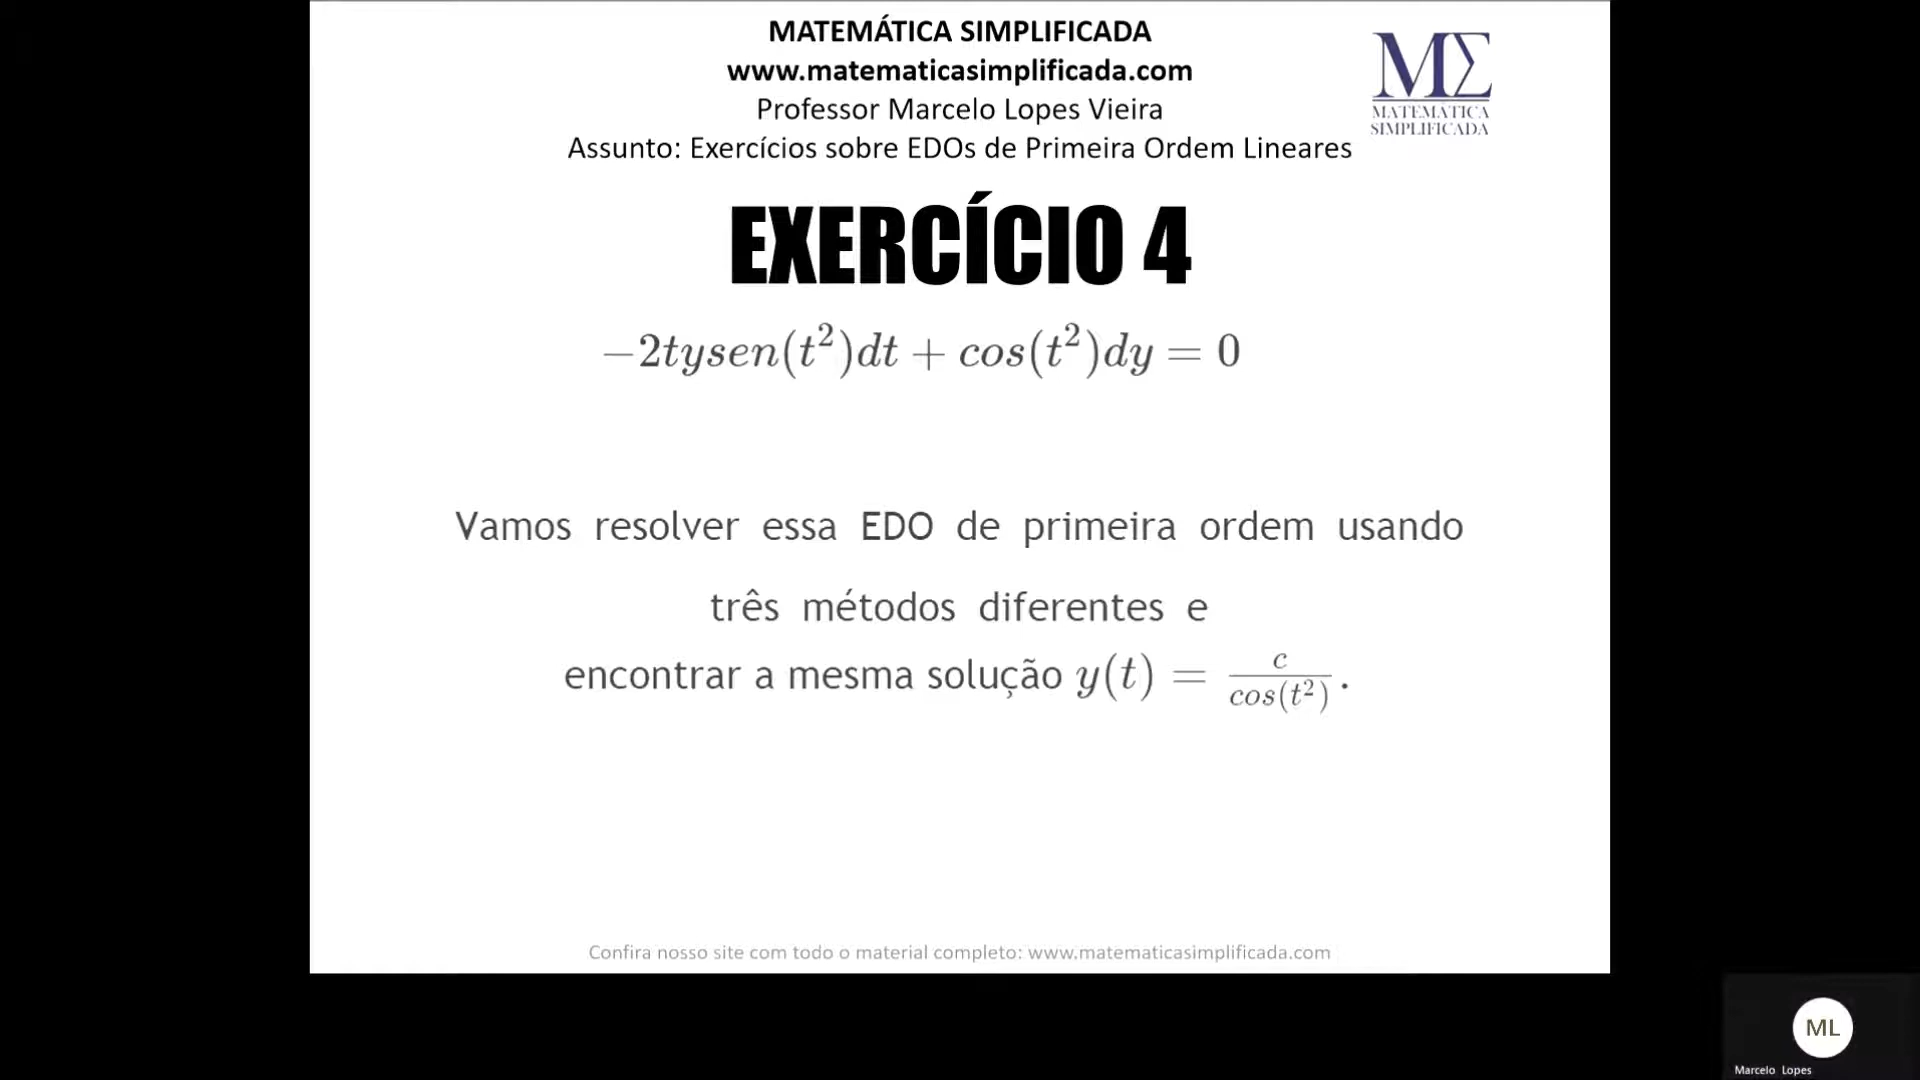 MATEMÁTICA SIMPLIFICADA
www.matematicasimplificada.com
Professor Marcelo Lopes Vieira
Assunto: Exercícios sobre EDOs de Primeira Ordem Lineares
MΣ
MATEMÁTICA
SIMPLIFICADA
EXERCÍCIO 4
−2tysen(t²)dt + cos(t²)dy = 0
Vamos resolver essa EDO de primeira ordem usando
três métodos diferentes e
encontrar a mesma solução y(t) = c/cos(t²).
Confira nosso site com todo o material completo: www.matematicasimplificada.com
ML
Marcelo Lopes